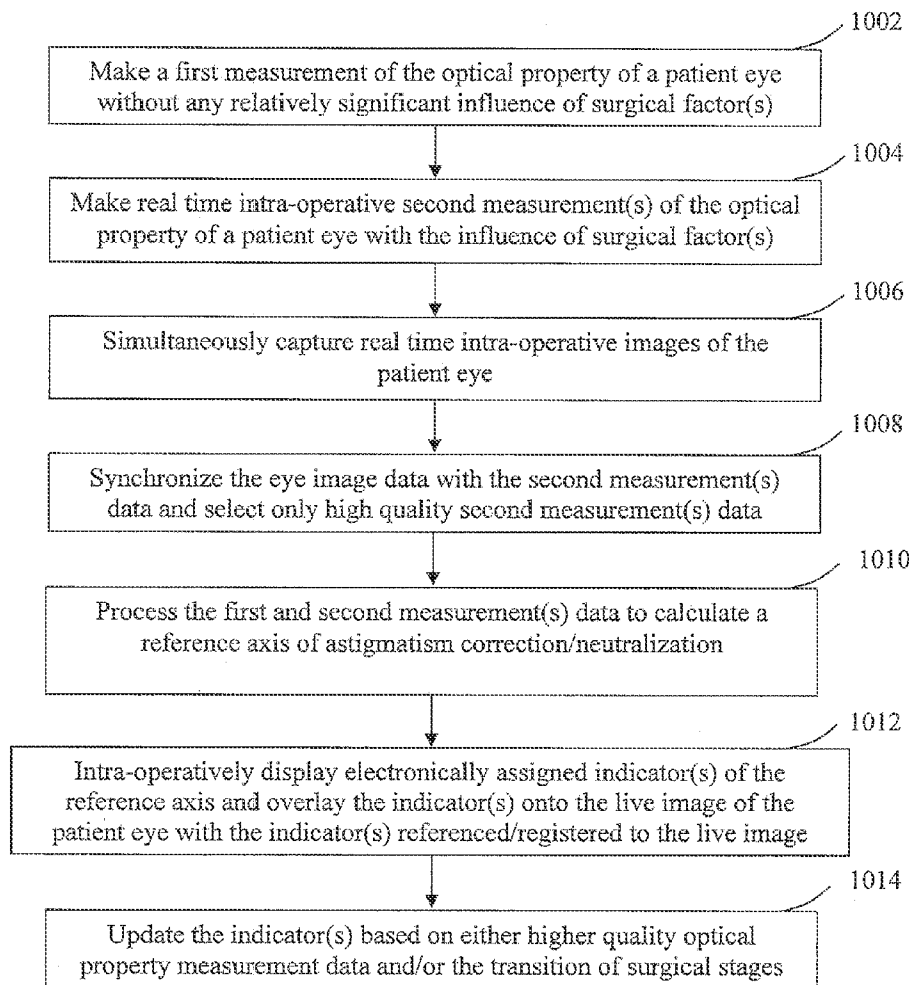 1002
Make a first measurement of the optical property of a patient eye
without any relatively significant influence of surgical factor(s)
1004
Make real time intra-operative second measurement(s) of the optical
property of a patient eye with the influence of surgical factor(s)
1006
Simultaneously capture real time intra-operative images of the
patient eye
1008
Synchronize the eye image data with the second measurement(s)
data and select only high quality second measurement(s) data
1010
Process the first and second measurement(s) data to calculate a
reference axis of astigmatism correction/neutralization
1012
Intra-operatively display electronically assigned indicator(s) of the
reference axis and overlay the indicator(s) onto the live image of the
patient eye with the indicator(s) referenced/registered to the live image
1014
Update the indicator(s) based on either higher quality optical
property measurement data and/or the transition of surgical stages